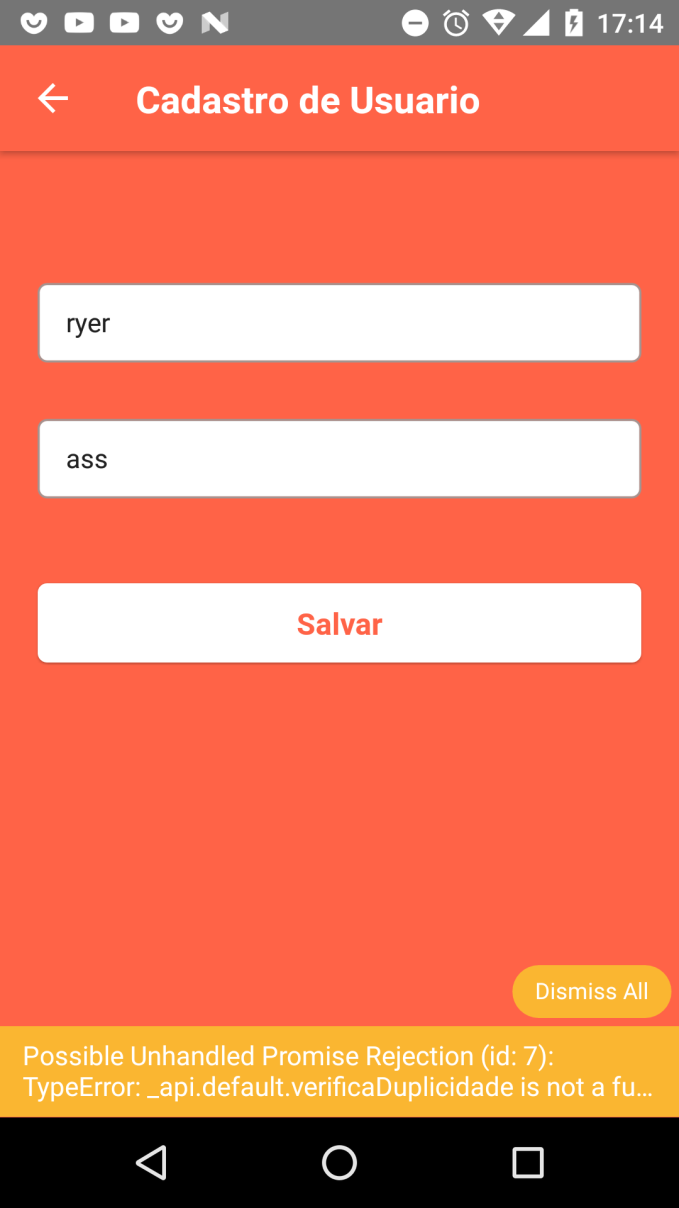 17:14
Cadastro de Usuario
ryer
ass
Salvar
Dismiss All
Possible Unhandled Promise Rejection (id: 7):
TypeError: _api.default.verificaDuplicidade is not a fu...